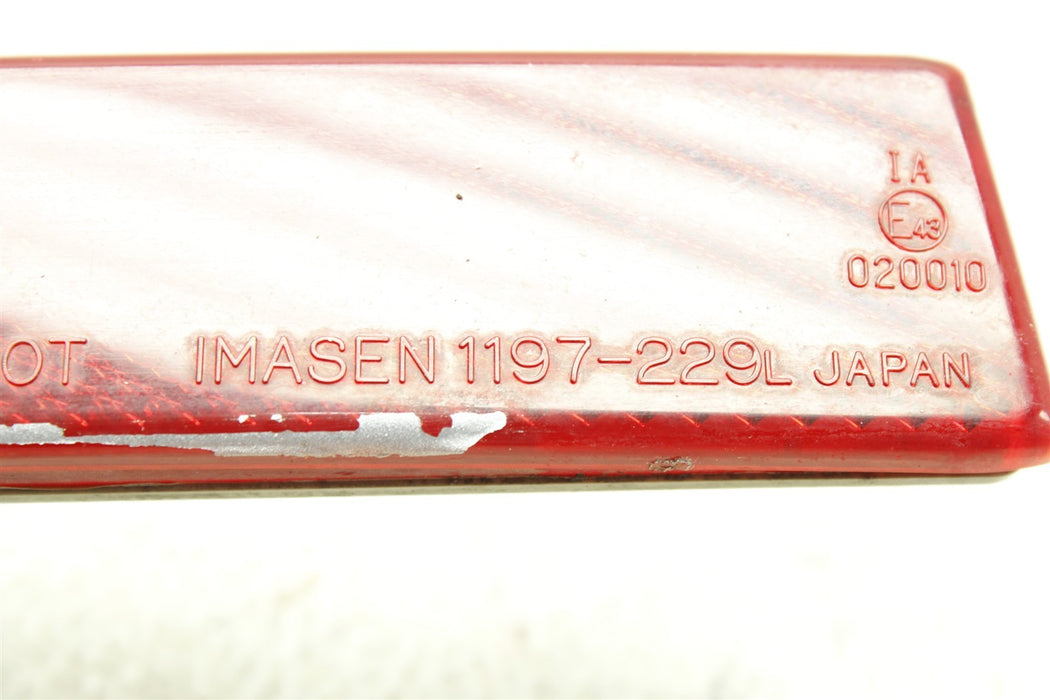 IA
E43
020010
OT IMASEN 1197-229L JAPAN